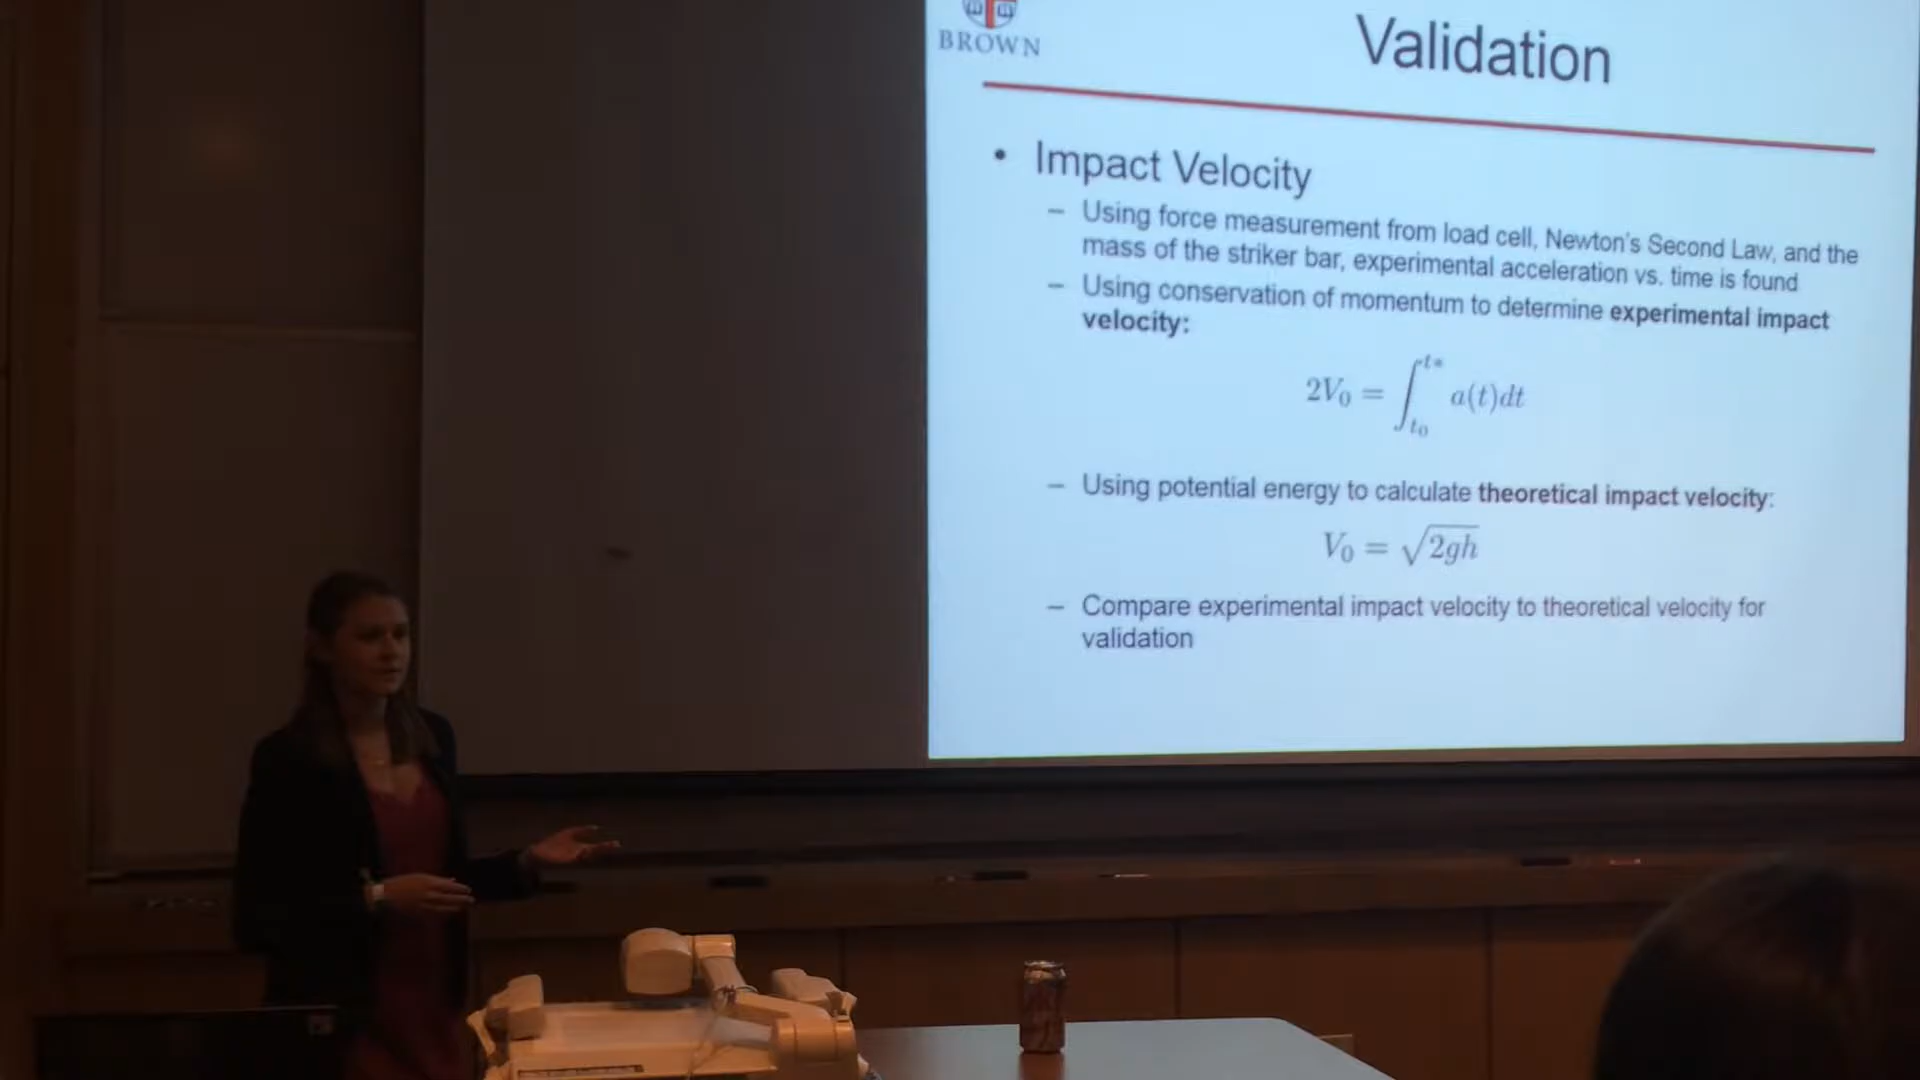 BROWN
Validation
• Impact Velocity
– Using force measurement from load cell, Newton's Second Law, and the
mass of the striker bar, experimental acceleration vs. time is found
– Using conservation of momentum to determine experimental impact
velocity:
2V₀ = ∫_{t₀}^{t*} a(t)dt
– Using potential energy to calculate theoretical impact velocity:
V₀ = √2gh
– Compare experimental impact velocity to theoretical velocity for
validation